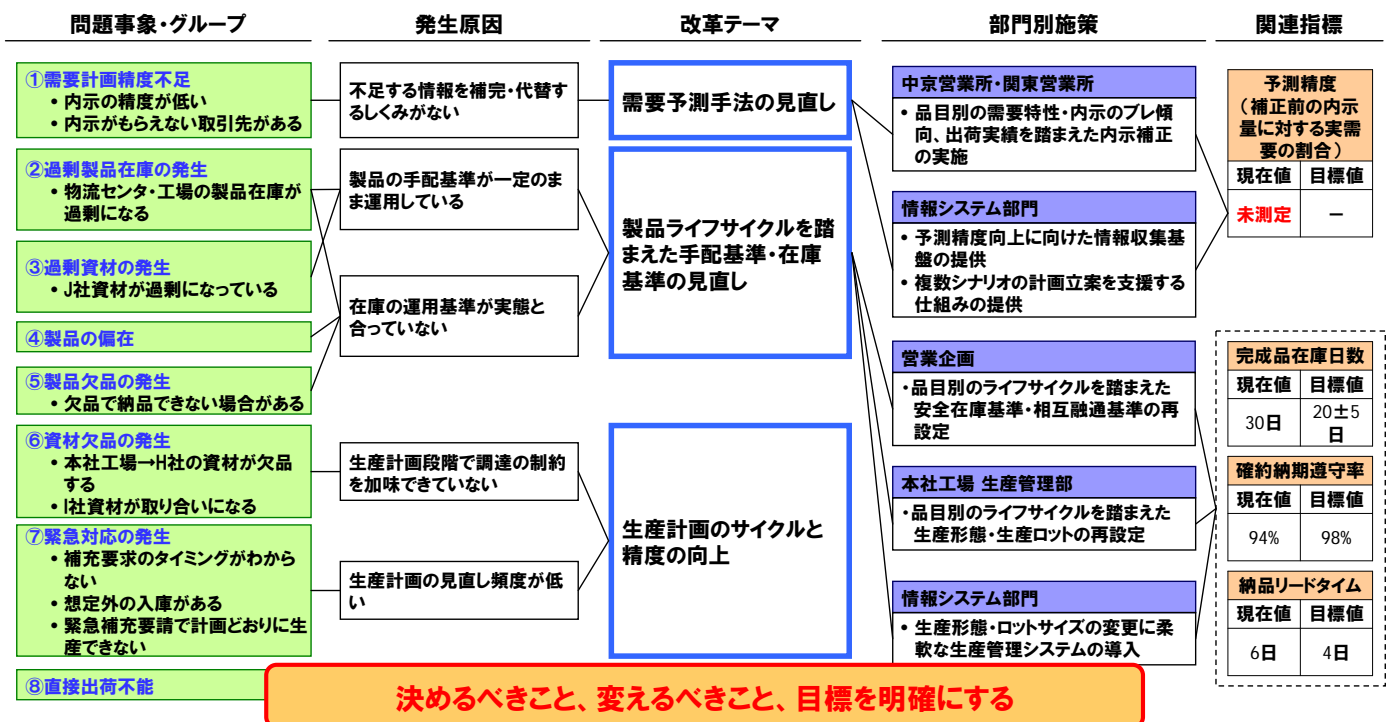 問題事象・グループ
発生原因
改革テーマ
部門別施策
関連指標
①需要計画精度不足
• 内示の精度が低い
• 内示がもらえない取引先がある
②過剰製品在庫の発生
• 物流センタ・工場の製品在庫が
過剰になる
③過剰資材の発生
• J社資材が過剰になっている
④製品の偏在
⑤製品欠品の発生
• 欠品で納品できない場合がある
⑥資材欠品の発生
• 本社工場→H社の資材が欠品
する
• I社資材が取り合いになる
⑦緊急対応の発生
• 補充要求のタイミングがわから
ない
• 想定外の入庫がある
• 緊急補充要請で計画どおりに生
産できない
⑧直接出荷不能
不足する情報を補完・代替す
るしくみがない
製品の手配基準が一定のま
ま運用している
在庫の運用基準が実態と
合っていない
生産計画段階で調達の制約
を加味できていない
生産計画の見直し頻度が低
い
需要予測手法の見直し
製品ライフサイクルを踏
まえた手配基準・在庫
基準の見直し
生産計画のサイクルと
精度の向上
中京営業所・関東営業所
• 品目別の需要特性・内示のブレ傾
向、出荷実績を踏まえた内示補正
の実施
情報システム部門
• 予測精度向上に向けた情報収集基
盤の提供
• 複数シナリオの計画立案を支援する
仕組みの提供
営業企画
・品目別のライフサイクルを踏まえた
安全在庫基準・相互融通基準の再
設定
本社工場 生産管理部
・品目別のライフサイクルを踏まえた
生産形態・生産ロットの再設定
情報システム部門
• 生産形態・ロットサイズの変更に柔
軟な生産管理システムの導入
予測精度
（補正前の内示
量に対する実需
要の割合）
現在値 目標値
未測定 －
完成品在庫日数
現在値 目標値
30日 20±5
日
確約納期遵守率
現在値 目標値
94% 98%
納品リードタイム
現在値 目標値
6日 4日
決めるべきこと、変えるべきこと、目標を明確にする